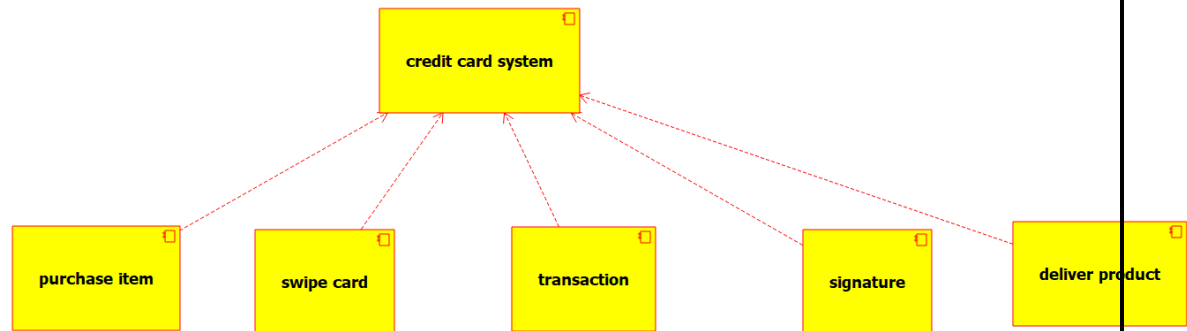 credit card system
purchase item
swipe card
transaction
signature
deliver product